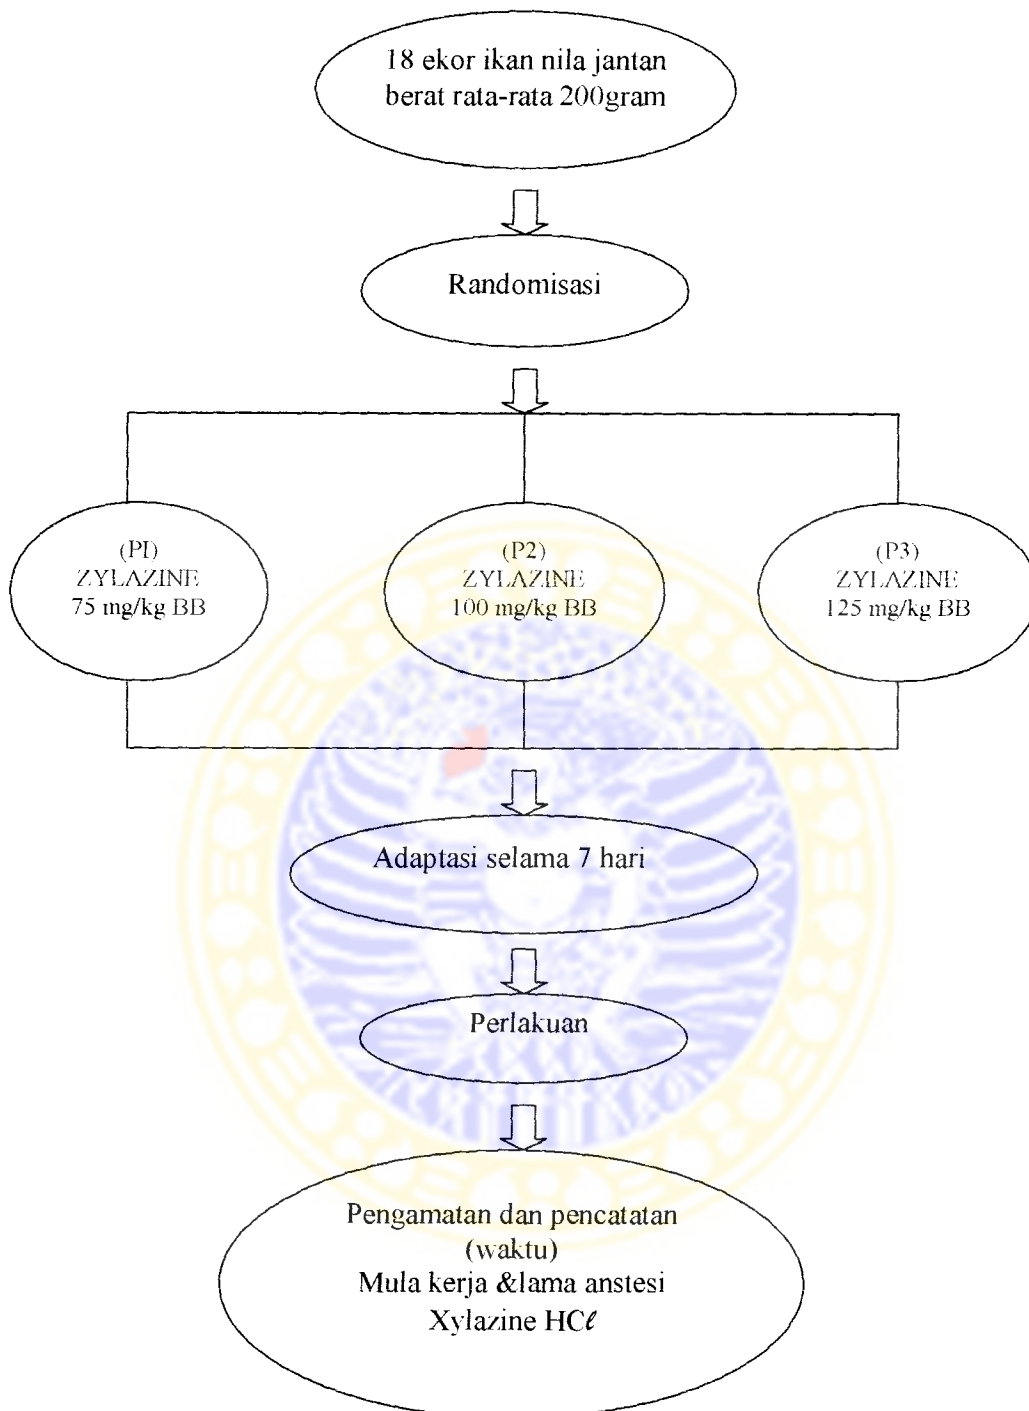 18 ekor ikan nila jantan
berat rata-rata 200gram
Randomisasi
(P1)
ZYLAZINE
75 mg/kg BB
(P2)
ZYLAZINE
100 mg/kg BB
(P3)
ZYLAZINE
125 mg/kg BB
Adaptasi selama 7 hari
Perlakuan
Pengamatan dan pencatatan
(waktu)
Mula kerja &lama anstesi
Xylazine HCℓ